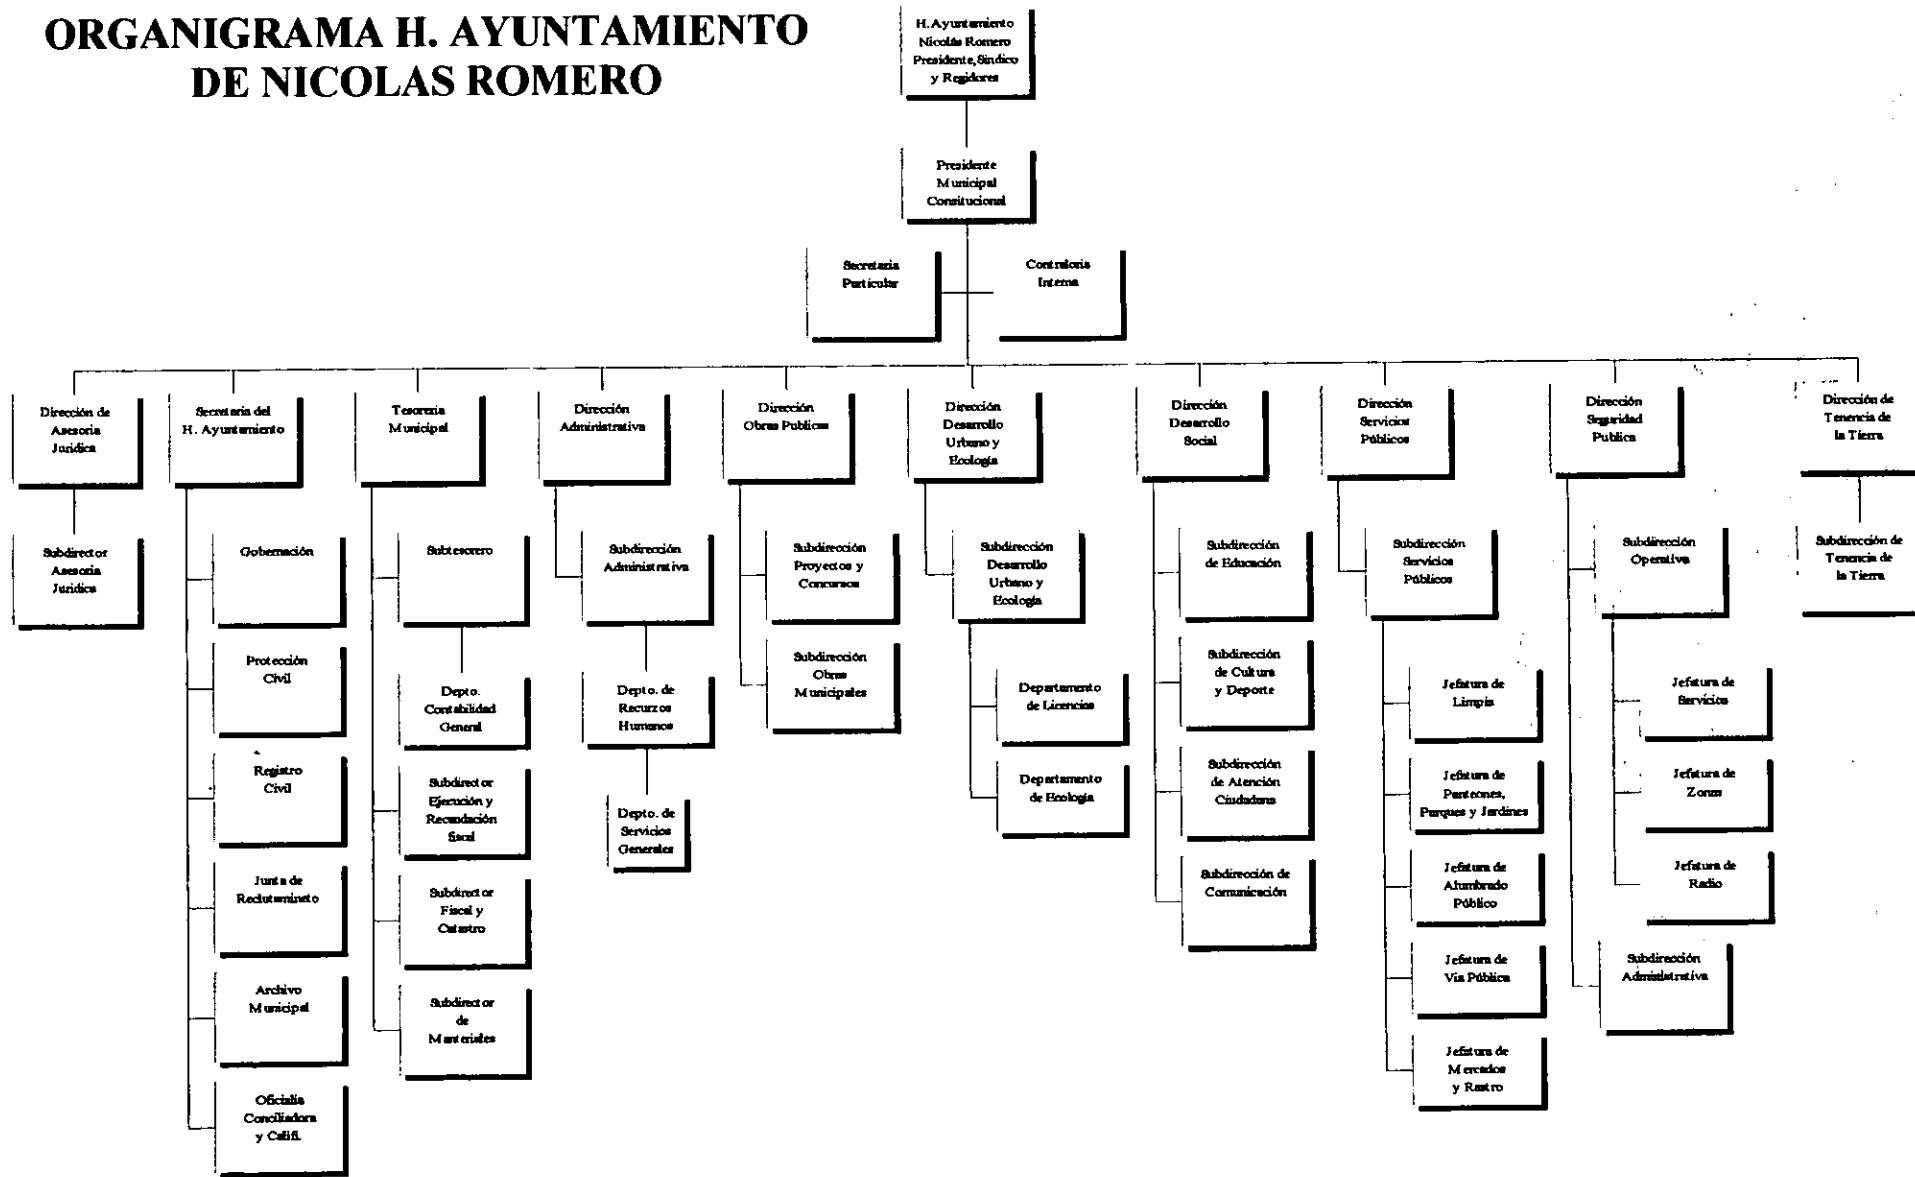 ORGANIGRAMA H. AYUNTAMIENTO
DE NICOLAS ROMERO
H. Ayuntamiento
Nicolás Romero
Presidente, Sindico
y Regidores
Presidente
Municipal
Consitucional
Secretaria
Particular
Contraloria
Interna
Dirección de
Asesoria
Juridica
Secretaria del
H. Ayuntamiento
Tesoreria
Municipal
Dirección
Administrativa
Dirección
Obras Publicas
Dirección
Desarrollo
Urbano y
Ecología
Dirección
Desarrollo
Social
Dirección
Servicios
Públicos
Dirección
Seguridad
Publica
Dirección de
Tenencia de
la Tierra
Subdirector
Asesoria
Juridica
Gobernación
Protección
Civil
Registro
Civil
Junta de
Reclutamineto
Archivo
Municipal
Oficialia
Conciliadora
y Calif.
Subtesorero
Depto.
Contabilidad
General
Subdirector
Ejecución y
Recaudación
fiscal
Subdirector
Fiscal y
Catastro
Subdirector
de
Manteriales
Subdirección
Administrativa
Depto. de
Recurzos
Humanos
Depto. de
Servicios
Generales
Subdirección
Proyectos y
Concursos
Subdirección
Obras
Municipales
Subdirección
Desarrollo
Urbano y
Ecología
Departamento
de Licencias
Departamento
de Ecología
Subdirección
de Educación
Subdirección
de Cultura
y Deporte
Subdirección
de Atención
Ciudadana
Subdirección de
Comunicación
Subdirección
Servicios
Públicos
Jefatura de
Limpia
Jefatura de
Panteones,
Parques y Jardines
Jefatura de
Alumbrado
Público
Jefatura de
Via Pública
Jefatura de
Mercados
y Rastro
Subdirección
Operativa
Jefatura de
Servicios
Jefatura de
Zonas
Jefatura de
Radio
Subdirección
Administrativa
Subdirección de
Tenencia de
la Tierra